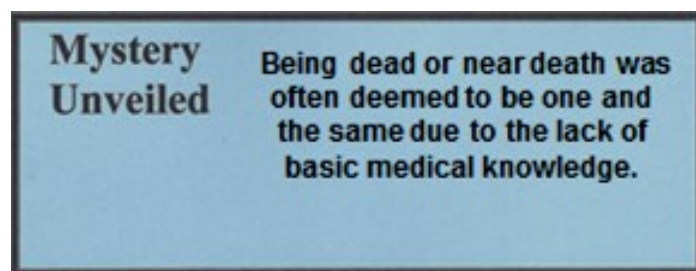 Mystery
Unveiled
Being dead or near death was
often deemed to be one and
the same due to the lack of
basic medical knowledge.